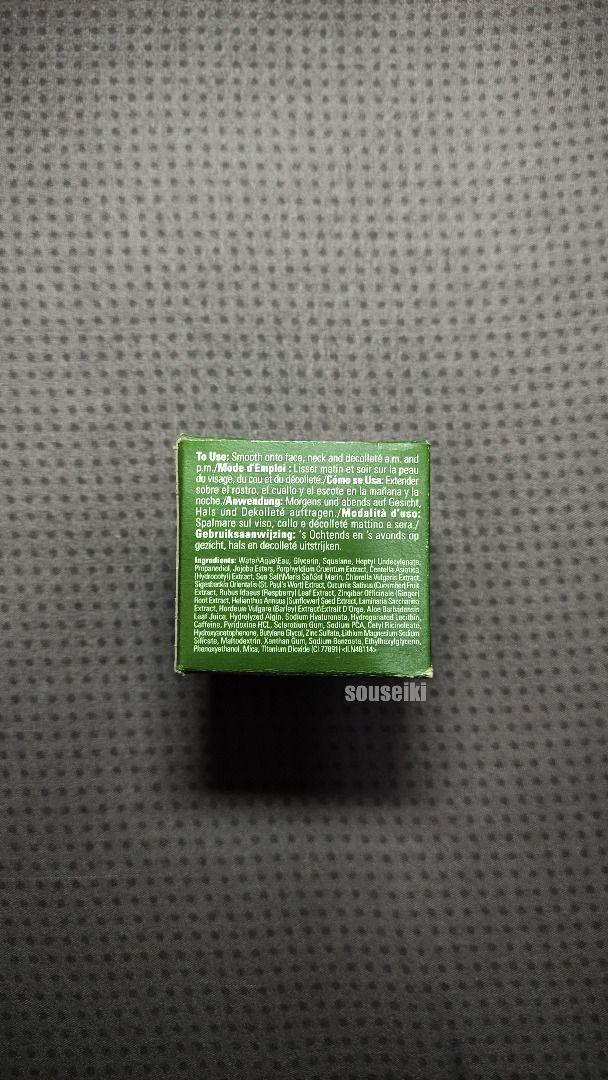 To Use: Smooth onto face, neck and décolleté a.m. and
p.m./Mode d'Emploi : Lisser matin et soir sur la peau
du visage, du cou et du décolleté./Cómo se Usa: Extender
sobre el rostro, el cuello y el escote en la mañana y la
noche./Anwendung: Morgens und abends auf Gesicht,
Hals und Dekolleté auftragen./Modalità d'uso:
Spalmare sul viso, collo e décolleté mattino e sera./
Gebruiksaanwijzing: 's Ochtends en 's avonds op
gezicht, hals en decolleté uitstrijken.
Ingredients: Water\Aqua\Eau, Glycerin, Squalane, Heptyl Undecylenate,
Propanediol, Jojoba Esters, Porphyridium Cruentum Extract, Centella Asiatica
(Hydrocotyl) Extract, Sea Salt\Maris Sal\Sel Marin, Chlorella Vulgaris Extract,
Sigesbeckia Orientalis (St. Paul's Wort) Extract, Cucumis Sativus (Cucumber) Fruit
Extract, Rubus Idaeus (Raspberry) Leaf Extract, Zingiber Officinale (Ginger)
Root Extract, Helianthus Annuus (Sunflower) Seed Extract, Laminaria Saccharina
Extract, Hordeum Vulgare (Barley) Extract\Extrait D'Orge, Aloe Barbadensis
Leaf Juice, Hydrolyzed Algin, Sodium Hyaluronate, Hydrogenated Lecithin,
Caffeine, Pyridoxine HCL, Sclerotium Gum, Sodium PCA, Cetyl Ricinoleate,
Hydroxyacetophenone, Butylene Glycol, Zinc Sulfate, Lithium Magnesium Sodium
Silicate, Maltodextrin, Xanthan Gum, Sodium Benzoate, Ethylhexylglycerin,
Phenoxyethanol, Mica, Titanium Dioxide (CI 77891) <ILN46114>
souseiki